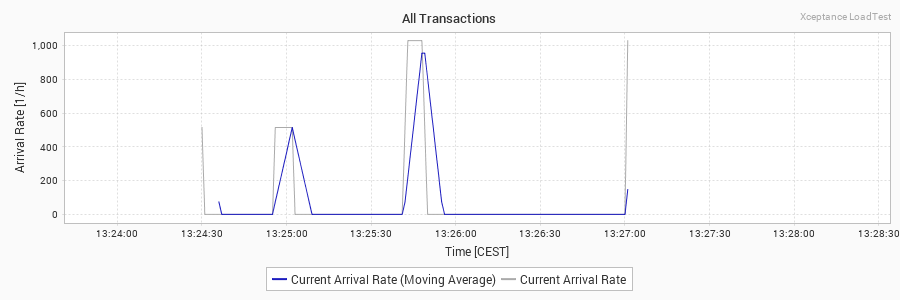 All Transactions
Xceptance LoadTest
Arrival Rate [1/h]
1,000
800
600
400
200
0
13:24:00 13:24:30 13:25:00 13:25:30 13:26:00 13:26:30 13:27:00 13:27:30 13:28:00 13:28:30
Time [CEST]
Current Arrival Rate (Moving Average) Current Arrival Rate